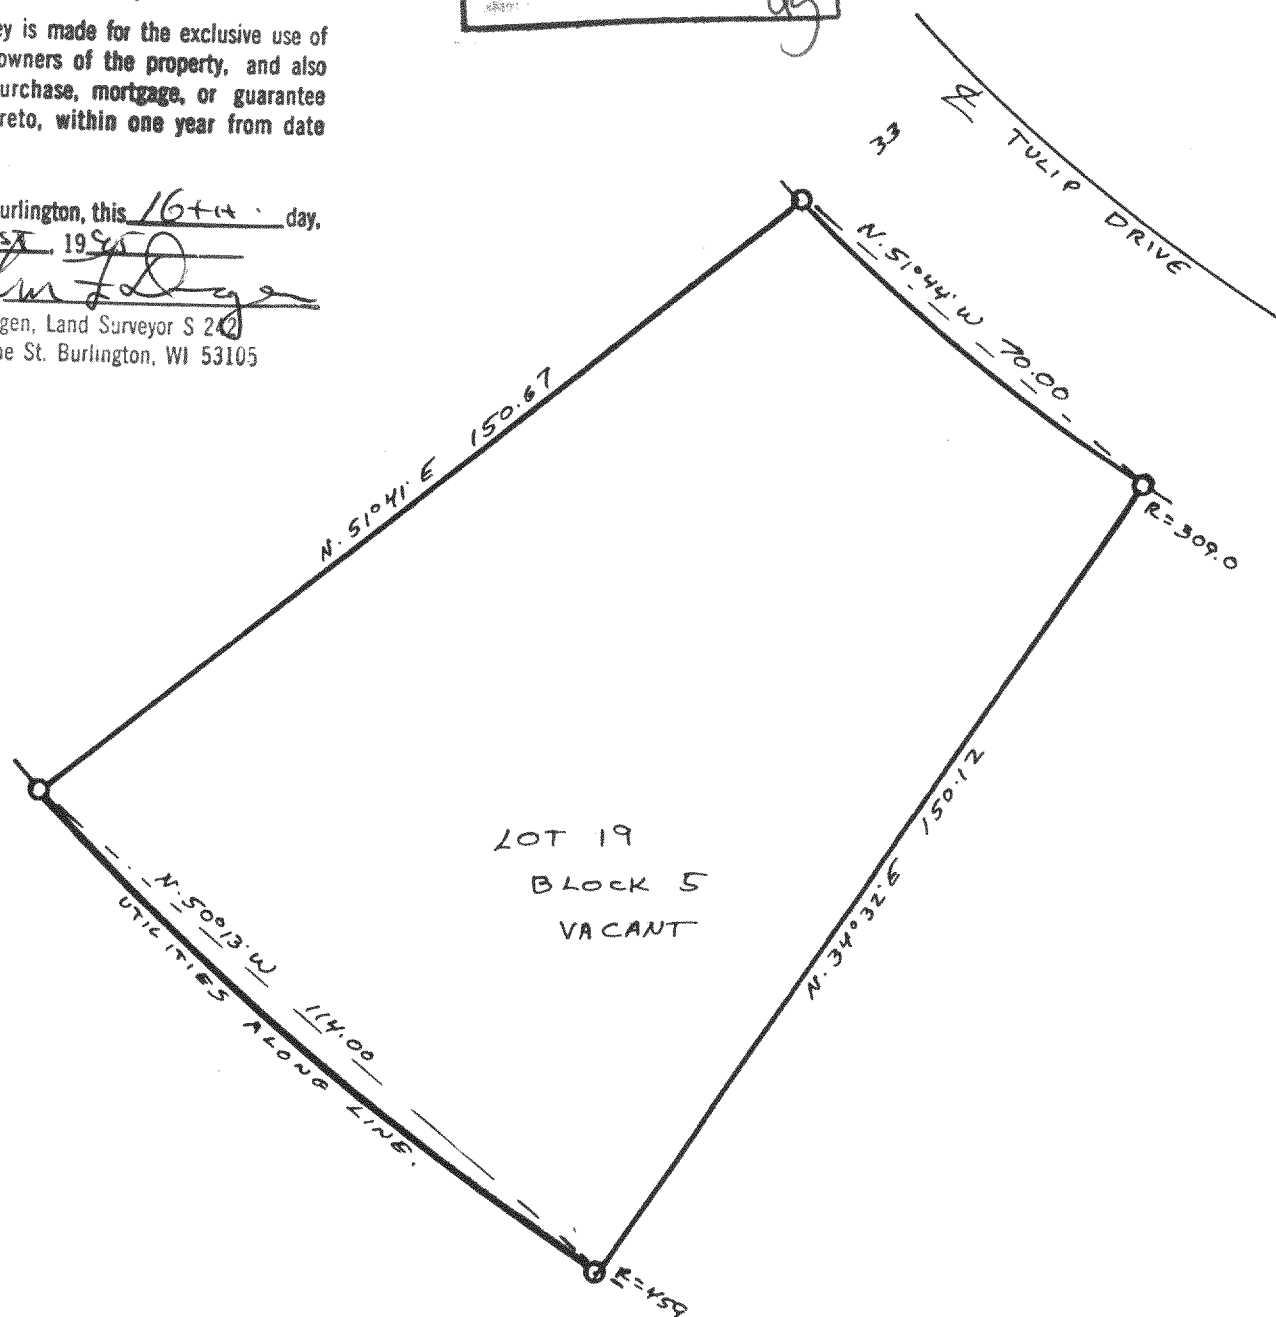 ey is made for the exclusive use of
owners of the property, and also
urchase, mortgage, or guarantee
reto, within one year from date
urlington, this 16TH. day,
ST, 1995
gen, Land Surveyor S 242
ne St. Burlington, WI 53105
33
℄ TULIP DRIVE
N. 51°44' W 70.00
R=309.0
N. 51°41' E 150.67
N. 34°32' E 150.12
LOT 19
BLOCK 5
VACANT
N. 50°13' W 114.00
UTILITIES ALONG LINE.
R=459